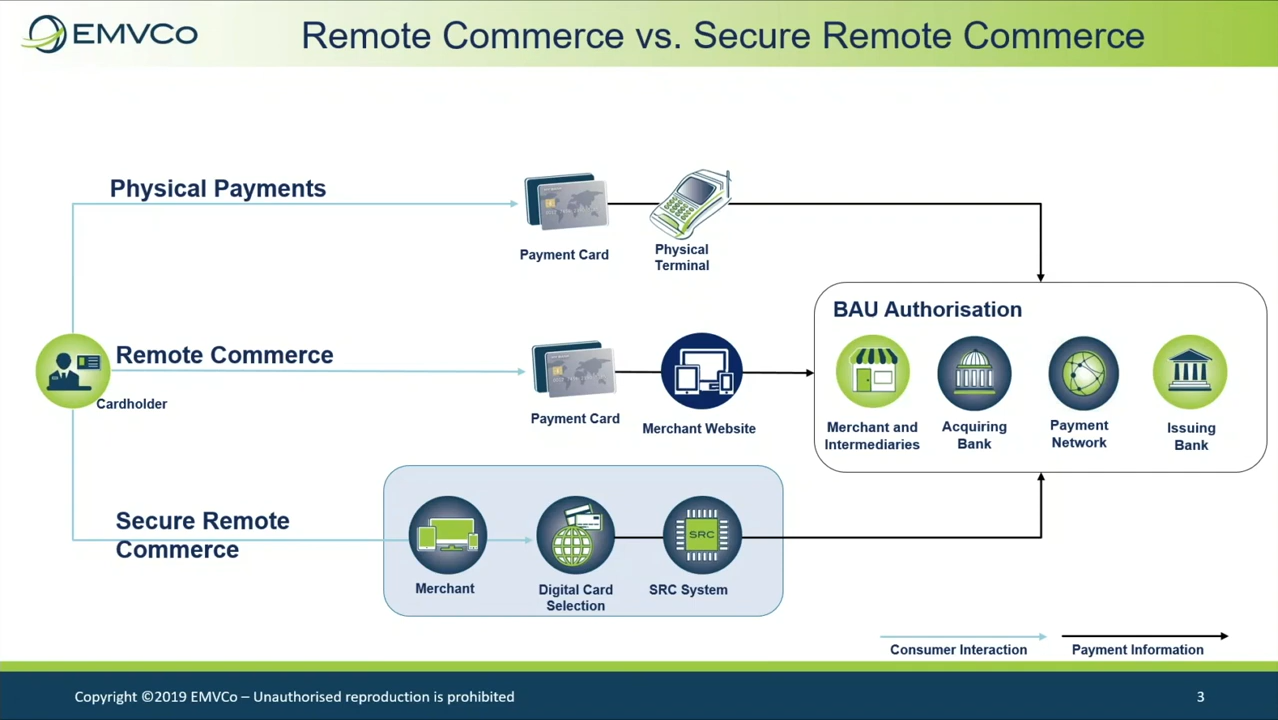 EMVCo
Remote Commerce vs. Secure Remote Commerce
Physical Payments
Payment Card
Physical
Terminal
BAU Authorisation
Remote Commerce
Cardholder
Payment Card
Merchant Website
Merchant and
Intermediaries
Acquiring
Bank
Payment
Network
Issuing
Bank
Secure Remote
Commerce
SRC
Merchant
Digital Card
Selection
SRC System
Consumer Interaction
Payment Information
Copyright ©2019 EMVCo – Unauthorised reproduction is prohibited
3